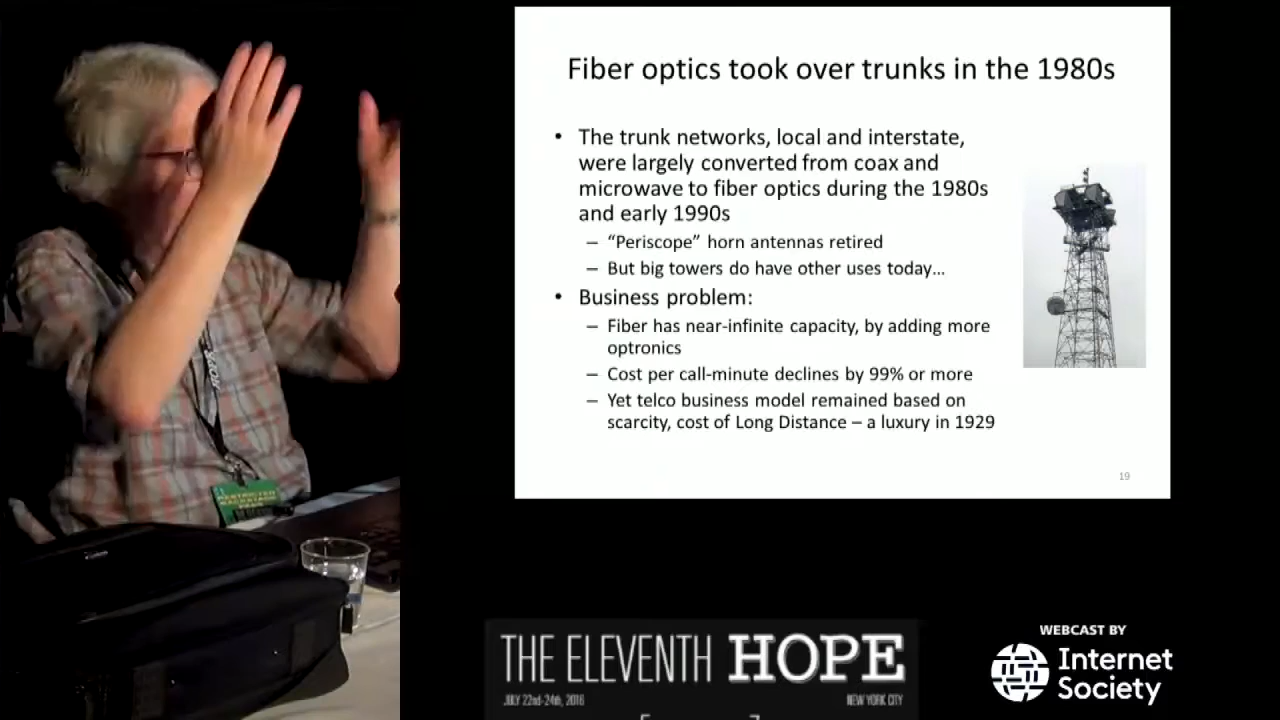 Fiber optics took over trunks in the 1980s
• The trunk networks, local and interstate,
were largely converted from coax and
microwave to fiber optics during the 1980s
and early 1990s
– “Periscope” horn antennas retired
– But big towers do have other uses today…
• Business problem:
– Fiber has near-infinite capacity, by adding more
optronics
– Cost per call-minute declines by 99% or more
– Yet telco business model remained based on
scarcity, cost of Long Distance – a luxury in 1929
19
RESTRICTED
BACKSTAGE
PASS
THE ELEVENTH HOPE
JULY 22nd-24th, 2016
NEW YORK CITY
WEBCAST BY
Internet
Society